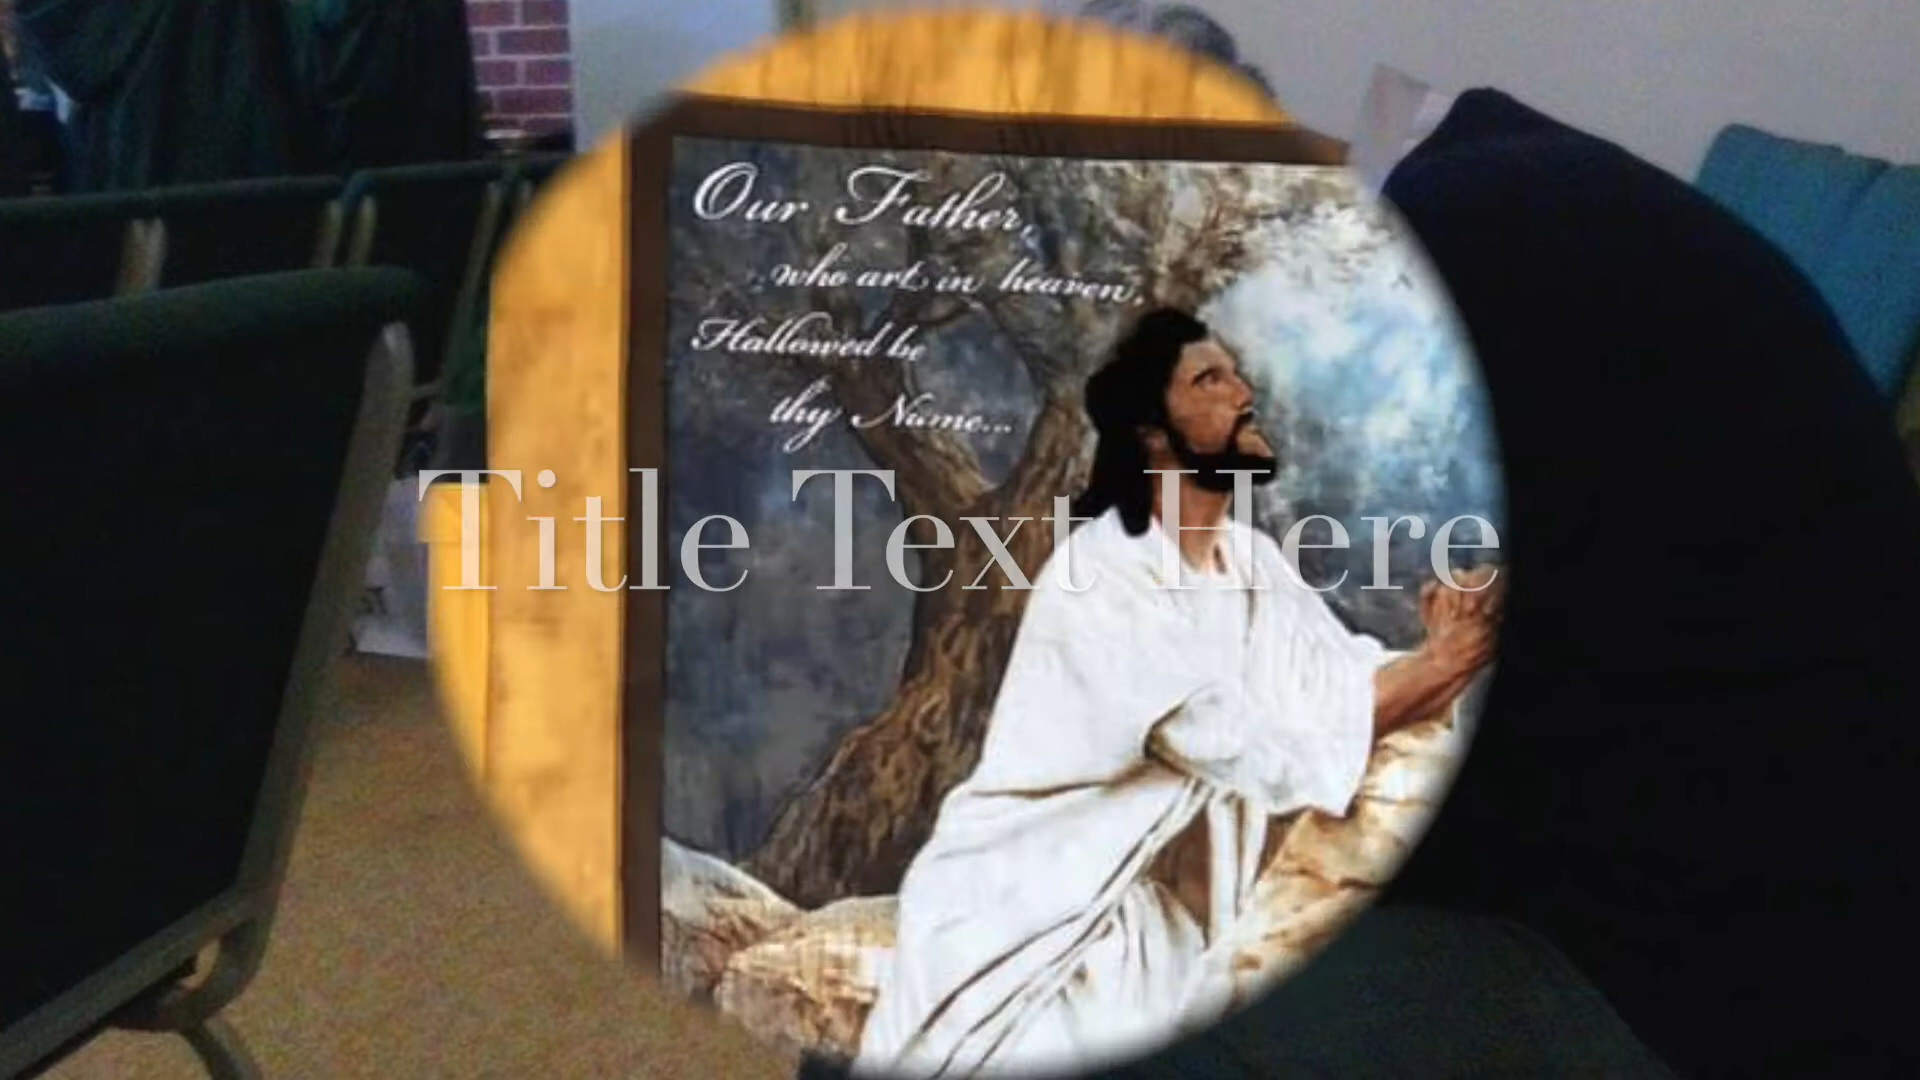 Our Father,
who art in heaven,
Hallowed be
thy Name...
Title Text Here